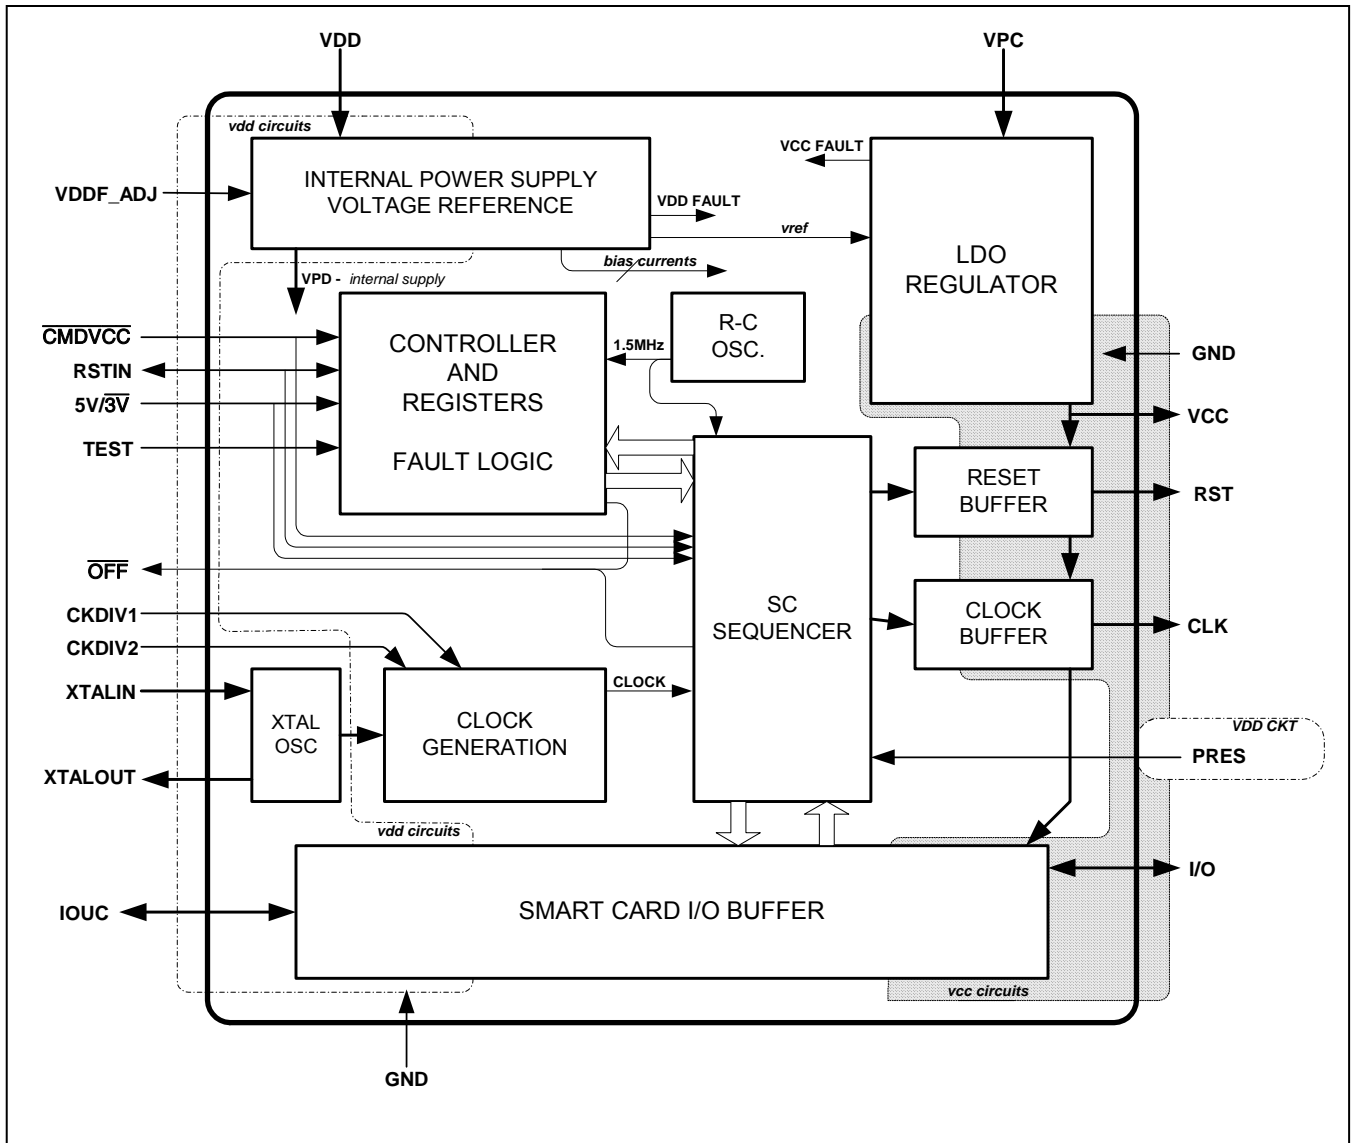 VDD
VPC
vdd circuits
VCC FAULT
INTERNAL POWER SUPPLY
VOLTAGE REFERENCE
VDDF_ADJ
VDD FAULT
vref
LDO
REGULATOR
bias currents
VPD - internal supply
R-C
OSC.
CMDVCC
CONTROLLER
AND
REGISTERS
FAULT LOGIC
1.5MHz
GND
RSTIN
5V/3V
VCC
TEST
RESET
BUFFER
RST
OFF
SC
SEQUENCER
CLOCK
BUFFER
CKDIV1
CLK
CKDIV2
XTALIN
CLOCK
XTAL
OSC
CLOCK
GENERATION
VDD CKT
PRES
XTALOUT
vdd circuits
I/O
IOUC
SMART CARD I/O BUFFER
vcc circuits
GND